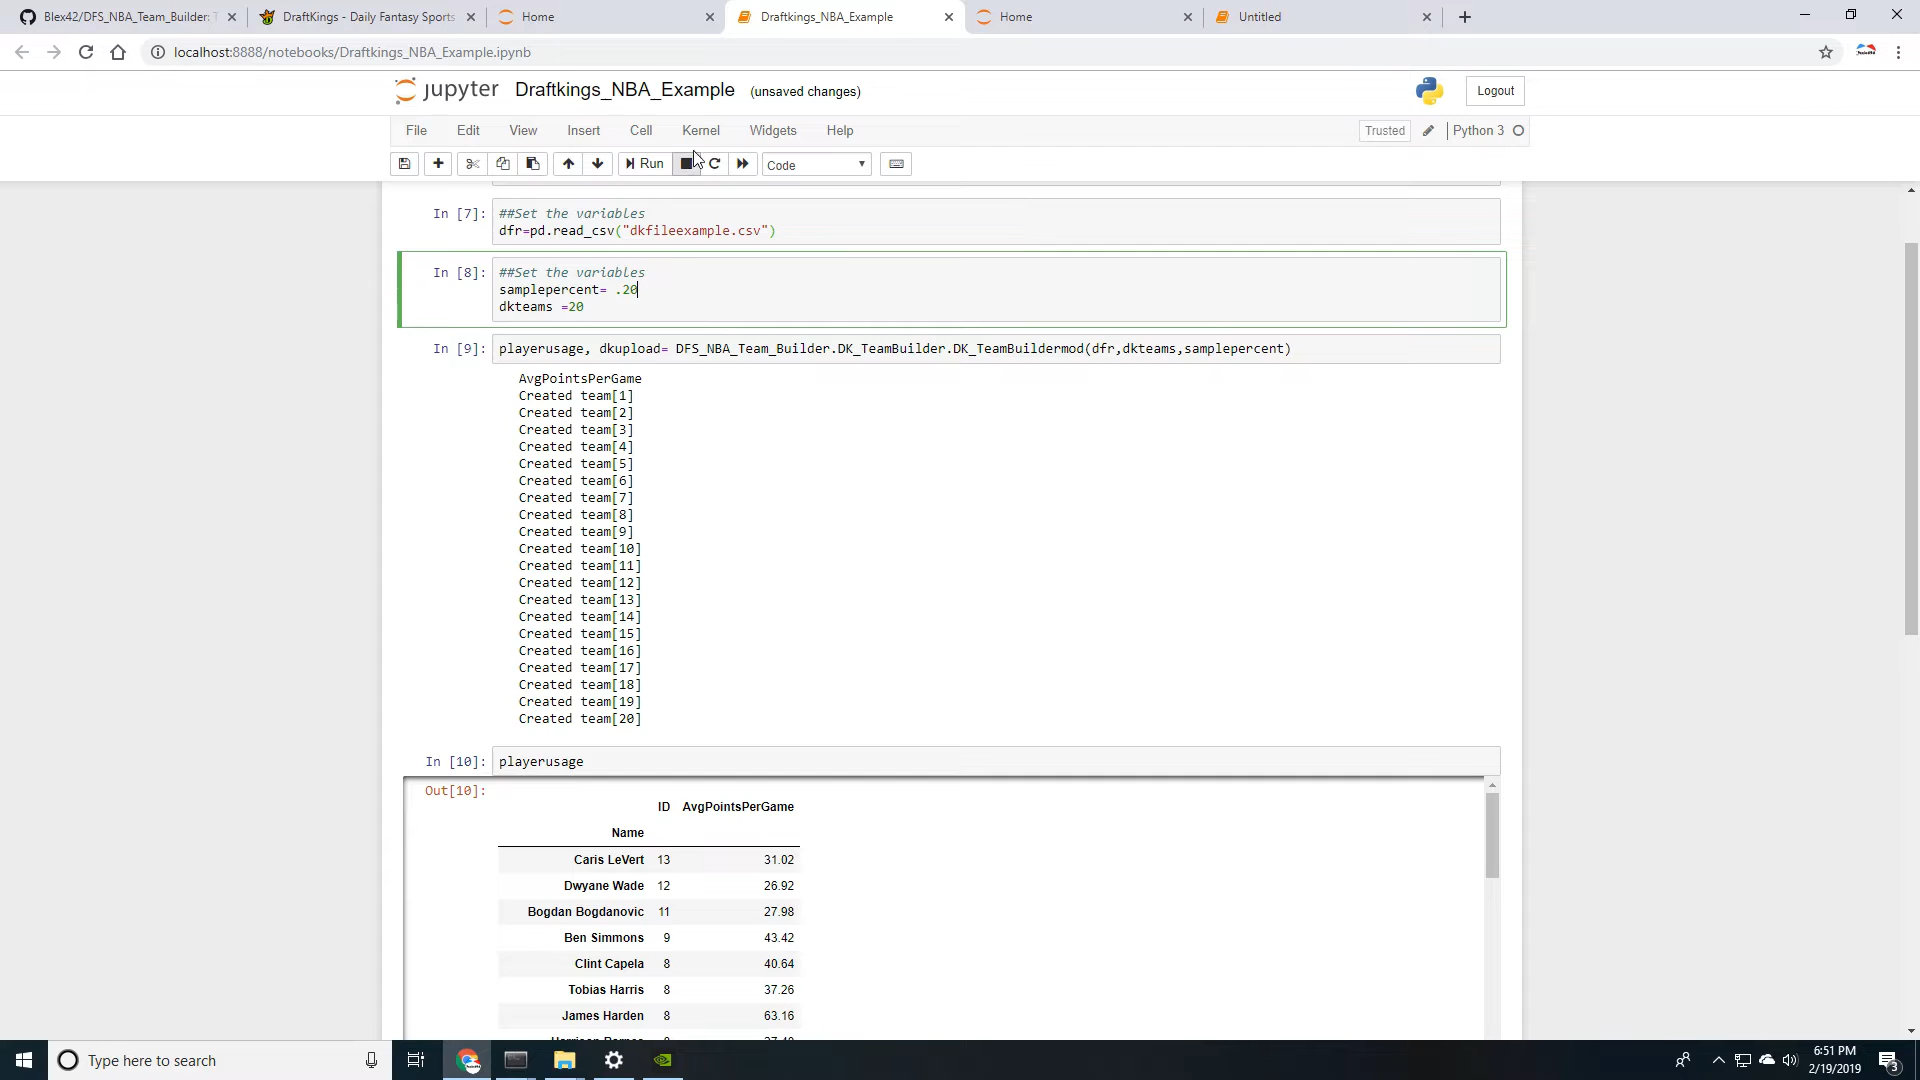 Blex42/DFS_NBA_Team_Builder:
DraftKings - Daily Fantasy Sports
Home
Draftkings_NBA_Example
Home
Untitled
localhost:8888/notebooks/Draftkings_NBA_Example.ipynb
jupyter Draftkings_NBA_Example (unsaved changes)
Logout
File Edit View Insert Cell Kernel Widgets Help
Trusted
Python 3
Run
Code
In [7]: ##Set the variables
dfr=pd.read_csv("dkfileexample.csv")
In [8]: ##Set the variables
samplepercent= .20
dkteams =20
In [9]: playerusage, dkupload= DFS_NBA_Team_Builder.DK_TeamBuilder.DK_TeamBuildermod(dfr,dkteams,samplepercent)
AvgPointsPerGame
Created team[1]
Created team[2]
Created team[3]
Created team[4]
Created team[5]
Created team[6]
Created team[7]
Created team[8]
Created team[9]
Created team[10]
Created team[11]
Created team[12]
Created team[13]
Created team[14]
Created team[15]
Created team[16]
Created team[17]
Created team[18]
Created team[19]
Created team[20]
In [10]: playerusage
Out[10]:
ID AvgPointsPerGame
Name
Caris LeVert 13 31.02
Dwyane Wade 12 26.92
Bogdan Bogdanovic 11 27.98
Ben Simmons 9 43.42
Clint Capela 8 40.64
Tobias Harris 8 37.26
James Harden 8 63.16
Type here to search
6:51 PM
2/19/2019
3